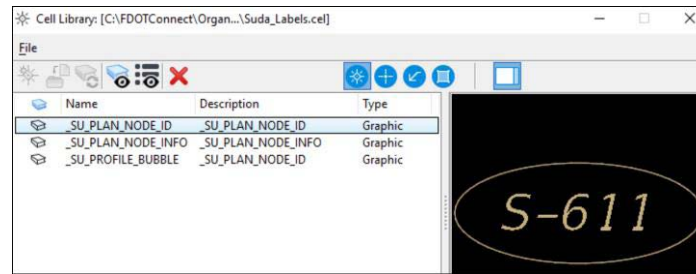 Cell Library: [C:\FDOTConnect\Organ...\Suda_Labels.cel]
File
Name Description Type
_SU_PLAN_NODE_ID _SU_PLAN_NODE_ID Graphic
_SU_PLAN_NODE_INFO _SU_PLAN_NODE_INFO Graphic
_SU_PROFILE_BUBBLE _SU_PLAN_NODE_ID Graphic
S-611